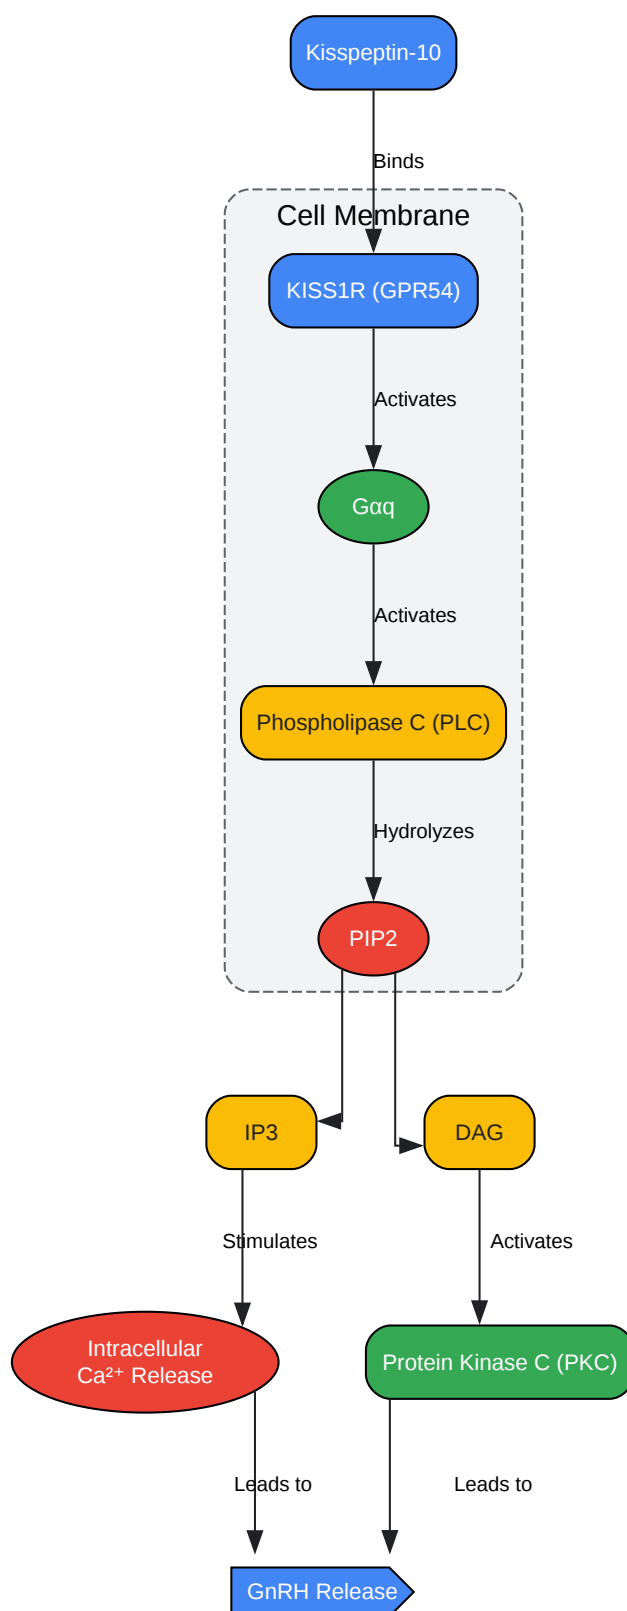 Kisspeptin-10
Binds
Cell Membrane
KISS1R (GPR54)
Activates
Gαq
Activates
Phospholipase C (PLC)
Hydrolyzes
PIP2
IP3
DAG
Stimulates
Activates
Intracellular
Ca²⁺ Release
Protein Kinase C (PKC)
Leads to
Leads to
GnRH Release